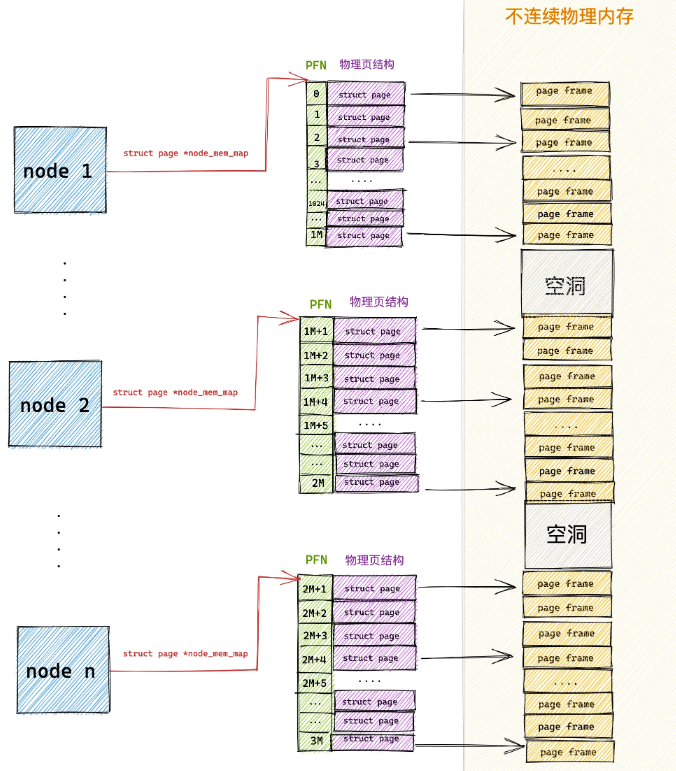 不连续物理内存
PFN 物理页结构
0 struct page page frame
1 struct page page frame
2 struct page page frame
node 1
struct page *node_mem_map
3 struct page ....
... .... page frame
1024 struct page
... struct page page frame
1M struct page page frame
空洞
PFN 物理页结构
1M+1 struct page page frame
1M+2 struct page page frame
1M+3 struct page page frame
node 2
struct page *node_mem_map
1M+4 struct page page frame
1M+5 .... ....
... struct page page frame
... struct page page frame
2M struct page page frame
空洞
PFN 物理页结构
2M+1 struct page page frame
2M+2 struct page page frame
2M+3 struct page page frame
node n
struct page *node_mem_map
2M+4 struct page page frame
2M+5 .... ....
... struct page page frame
... struct page page frame
3M struct page page frame